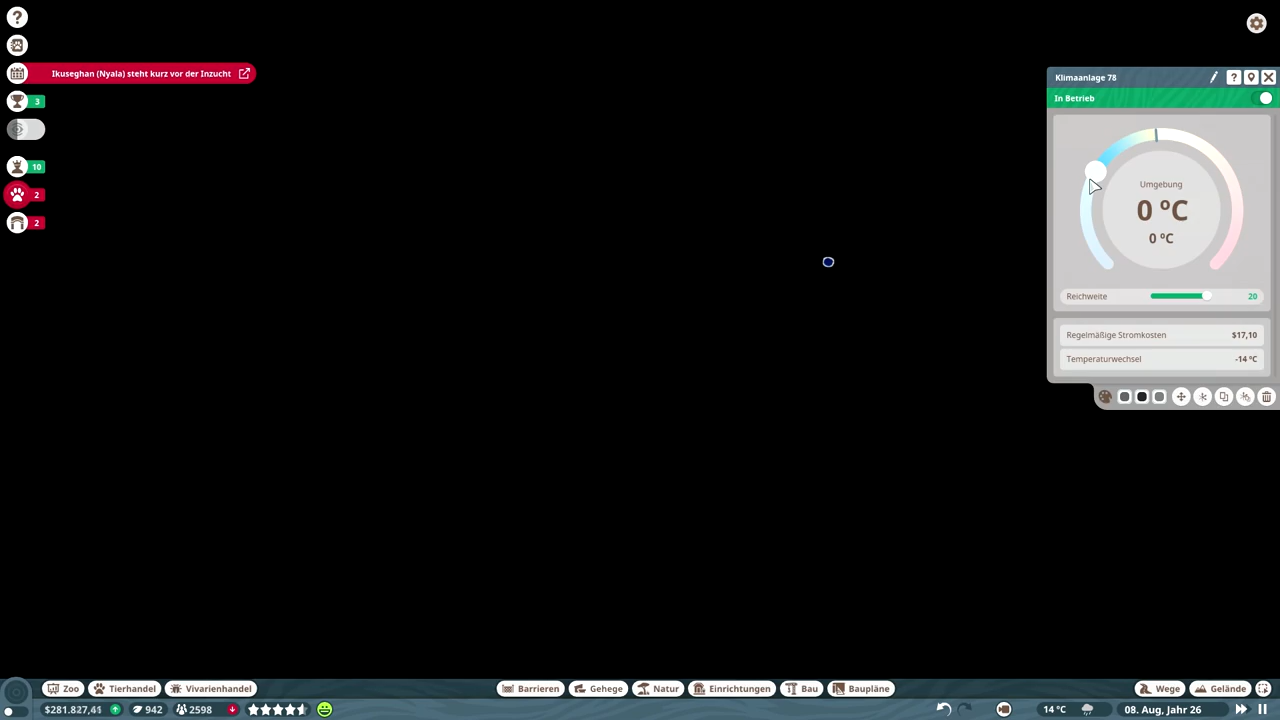 Ikuseghan (Nyala) steht kurz vor der Inzucht
3
10
2
2
Klimaanlage 78
?
In Betrieb
Umgebung
0 °C
0 °C
Reichweite 20
Regelmäßige Stromkosten $17,10
Temperaturwechsel -14 °C
Zoo Tierhandel Vivarienhandel Barrieren Gehege Natur Einrichtungen Bau Baupläne Wege Gelände
$281.827,41 942 2598 14 °C 08. Aug, Jahr 26